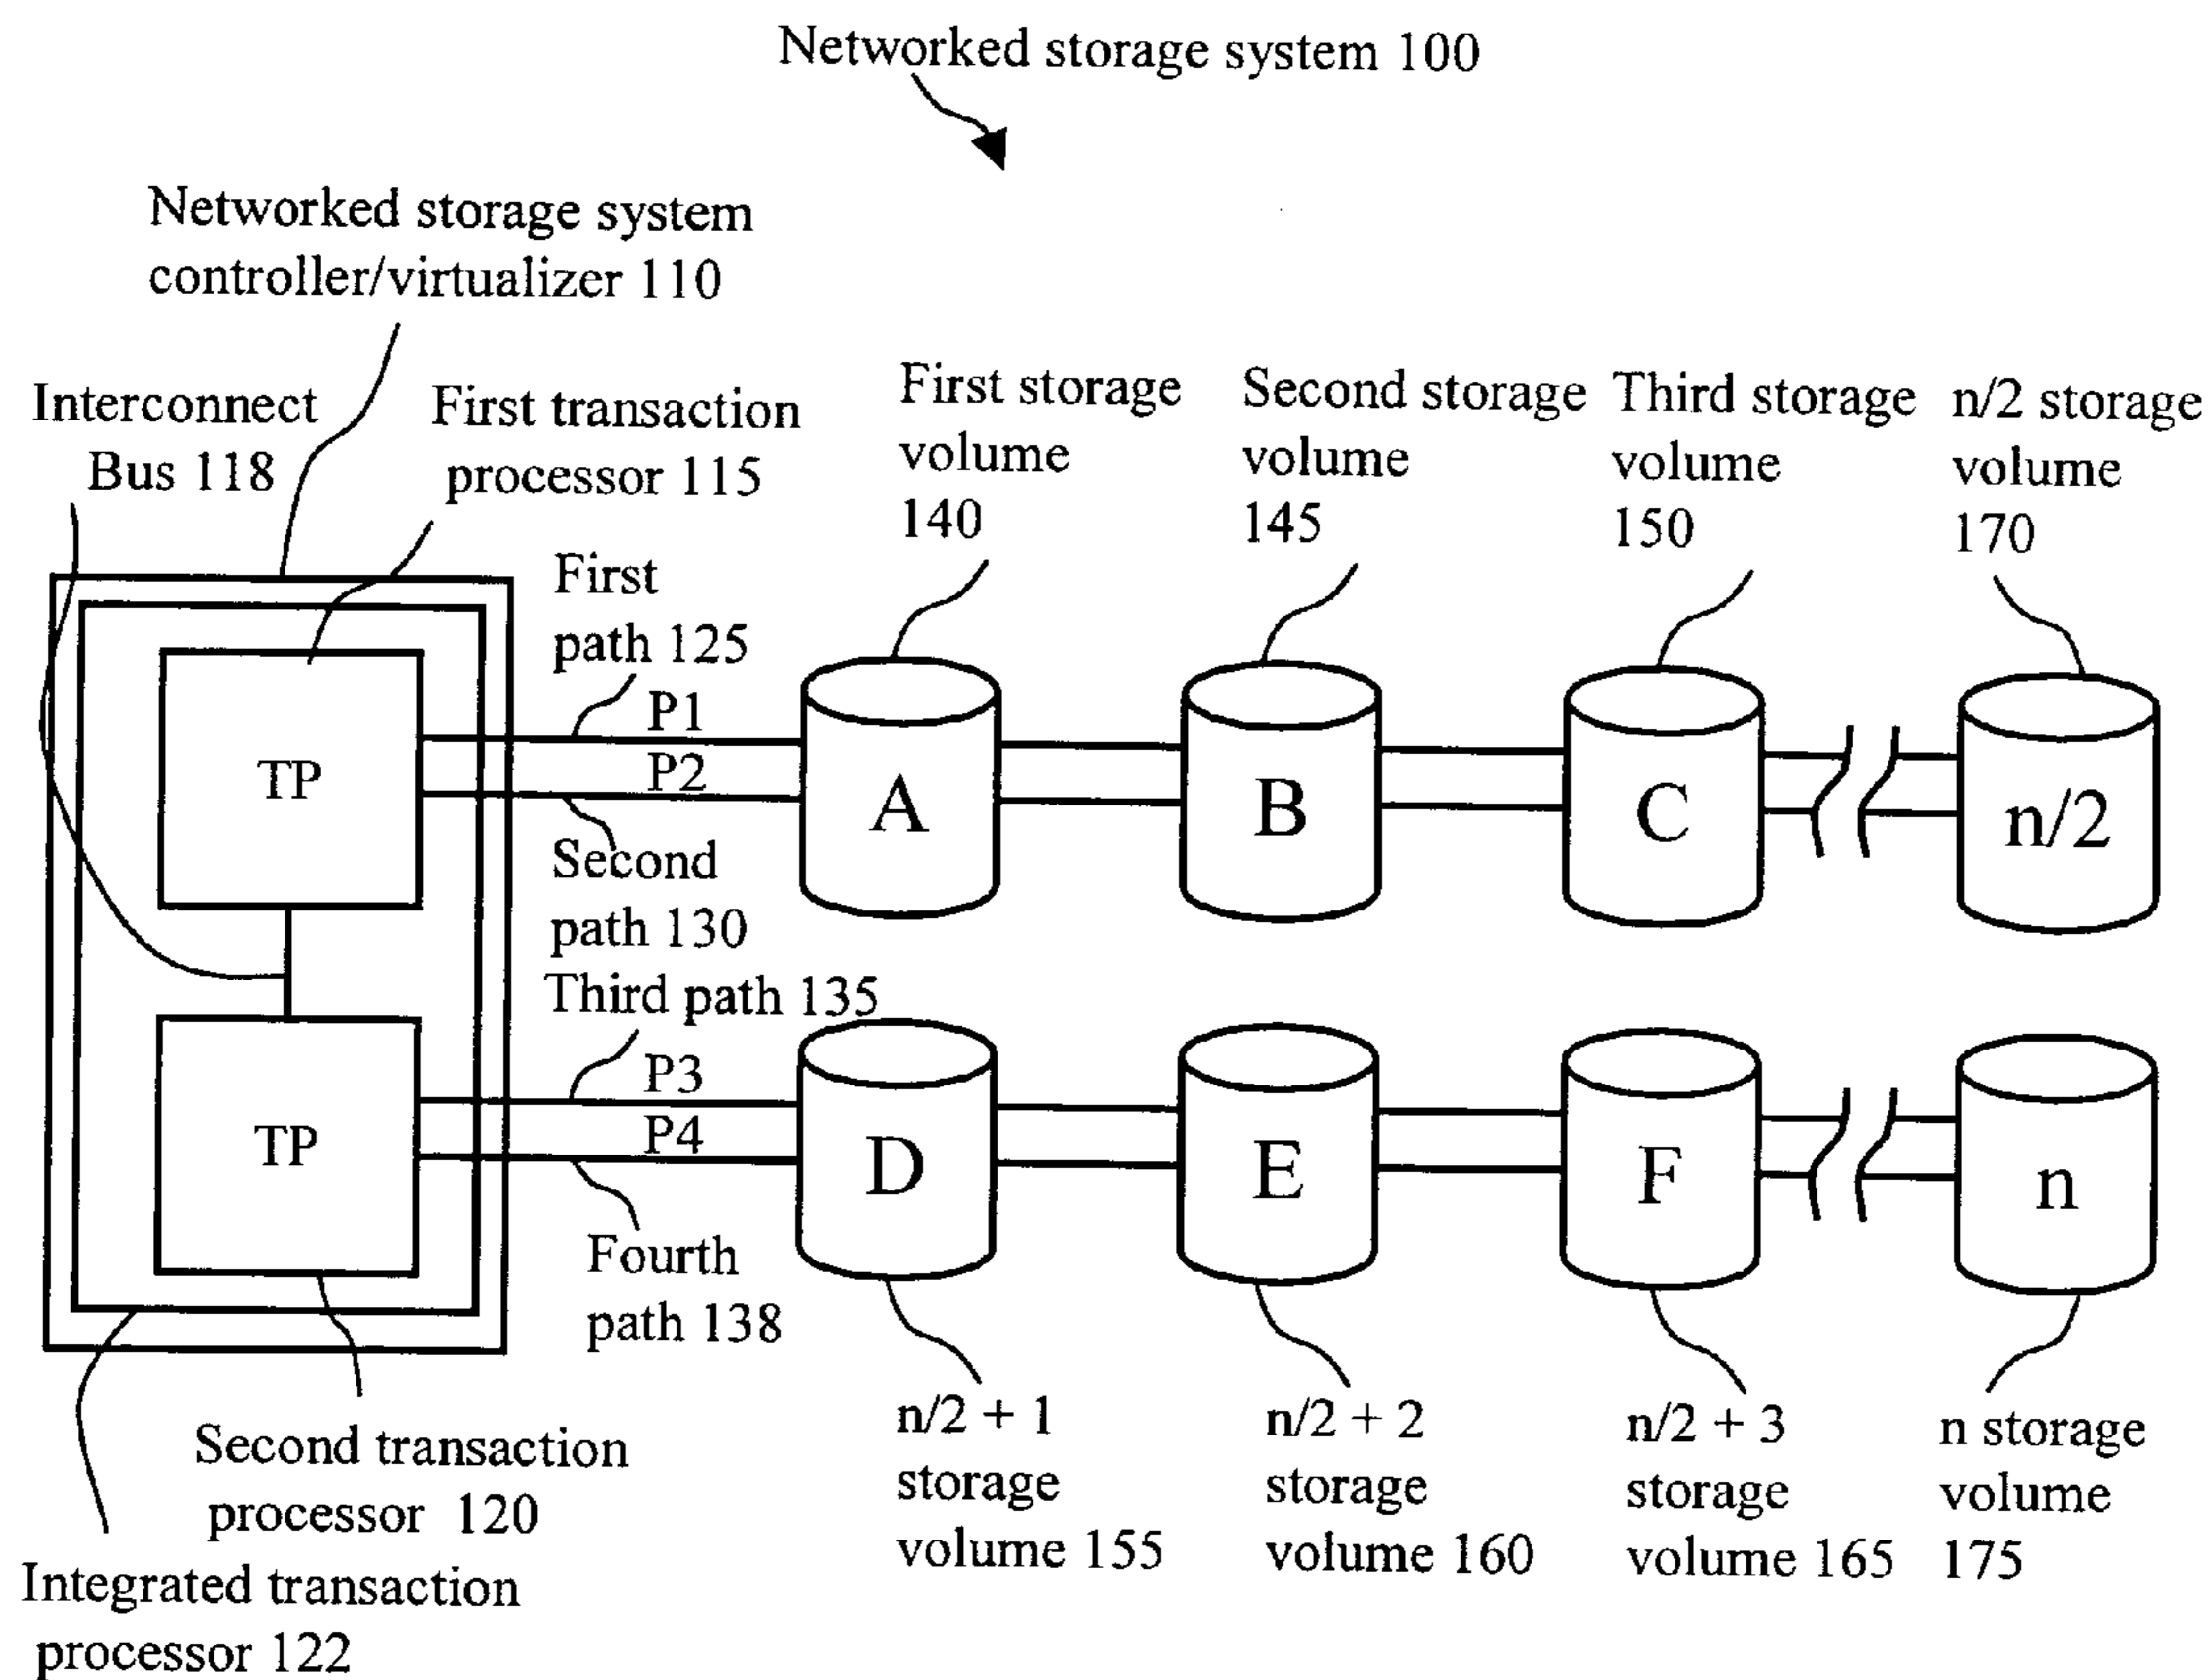 Networked storage system 100
Networked storage system
controller/virtualizer 110
Interconnect
Bus 118
First transaction
processor 115
First storage
volume
140
Second storage
volume
145
Third storage
volume
150
n/2 storage
volume
170
First
path 125
P1
P2
TP
A
B
C
n/2
Second
path 130
Third path 135
P3
P4
TP
D
E
F
n
Fourth
path 138
Second transaction
processor 120
Integrated transaction
processor 122
n/2 + 1
storage
volume 155
n/2 + 2
storage
volume 160
n/2 + 3
storage
volume 165
n storage
volume
175